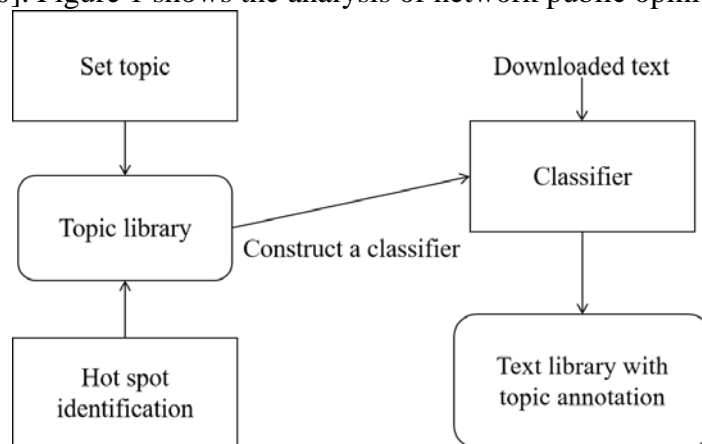 ]. Figure 1 shows the analysis of network public opin
Set topic
Downloaded text
Topic library
Classifier
Construct a classifier
Hot spot
identification
Text library with
topic annotation